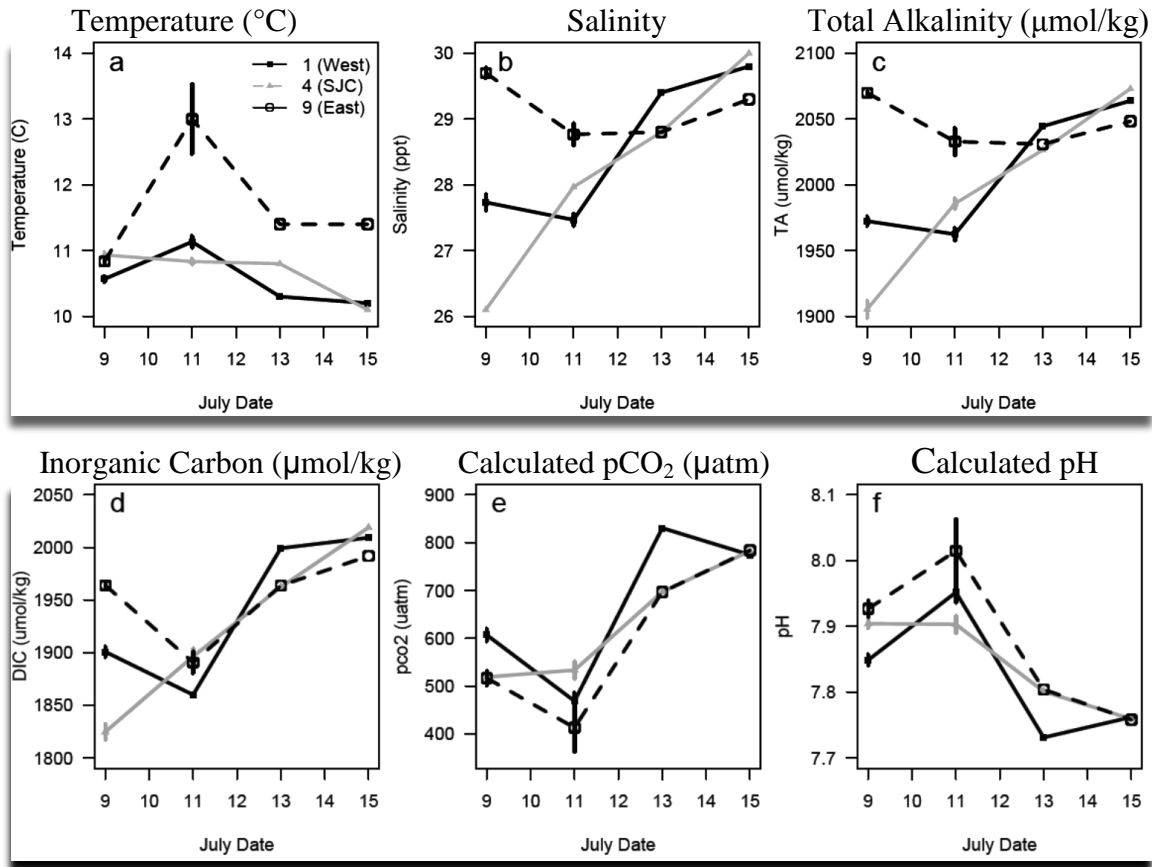 Temperature (°C)
Salinity
Total Alkalinity (μmol/kg)
a
1 (West)
4 (SJC)
9 (East)
Temperature (C)
14
13
12
11
10
9 10 11 12 13 14 15
July Date
b
Salinity (ppt)
30
29
28
27
26
9 10 11 12 13 14 15
July Date
c
TA (umol/kg)
2100
2050
2000
1950
1900
9 10 11 12 13 14 15
July Date
Inorganic Carbon (μmol/kg)
Calculated pCO₂ (μatm)
Calculated pH
d
DIC (umol/kg)
2050
2000
1950
1900
1850
1800
9 10 11 12 13 14 15
July Date
e
pco2 (uatm)
900
800
700
600
500
400
9 10 11 12 13 14 15
July Date
f
pH
8.1
8.0
7.9
7.8
7.7
9 10 11 12 13 14 15
July Date